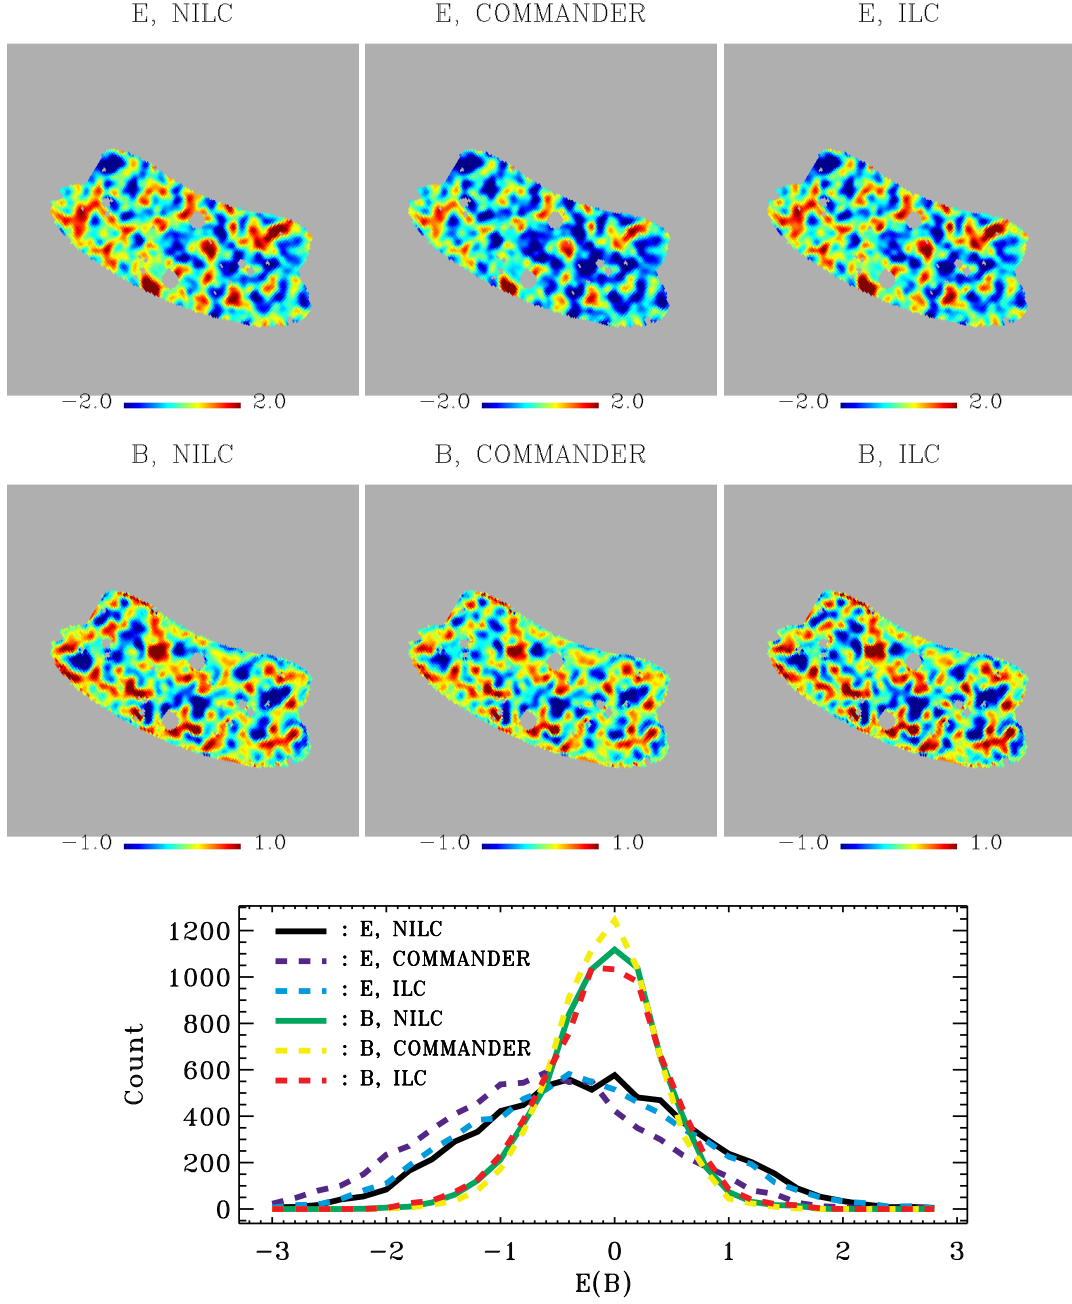 E, NILC E, COMMANDER E, ILC
−2.0 2.0 −2.0 2.0 −2.0 2.0
B, NILC B, COMMANDER B, ILC
−1.0 1.0 −1.0 1.0 −1.0 1.0
1200
1000
800
600
400
200
0
Count
: E, NILC
: E, COMMANDER
: E, ILC
: B, NILC
: B, COMMANDER
: B, ILC
−3 −2 −1 0 1 2 3
E(B)